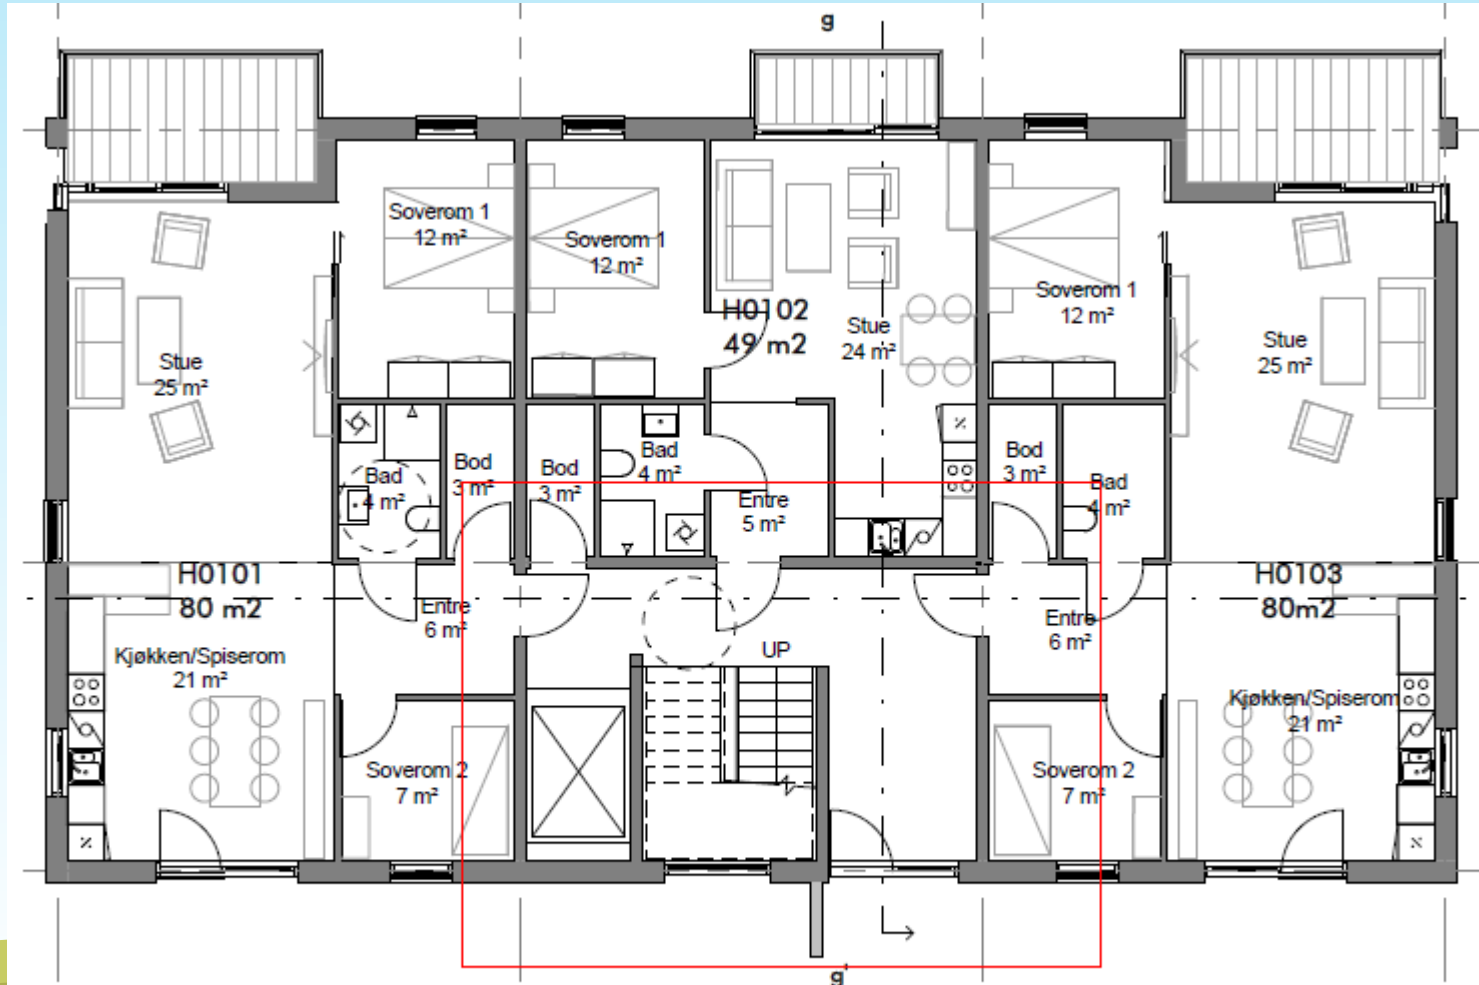 g
Soverom 1
12 m²
Soverom 1
12 m²
H0102
49 m2
Stue
24 m²
Soverom 1
12 m²
Stue
25 m²
Stue
25 m²
Bad
4 m²
Bod
3 m²
Bod
3 m²
Bad
4 m²
Entre
5 m²
Bod
3 m²
Bad
4 m²
H0101
80 m2
Entre
6 m²
Kjøkken/Spiserom
21 m²
UP
Entre
6 m²
H0103
80m2
Kjøkken/Spiserom
21 m²
Soverom 2
7 m²
Soverom 2
7 m²
g'